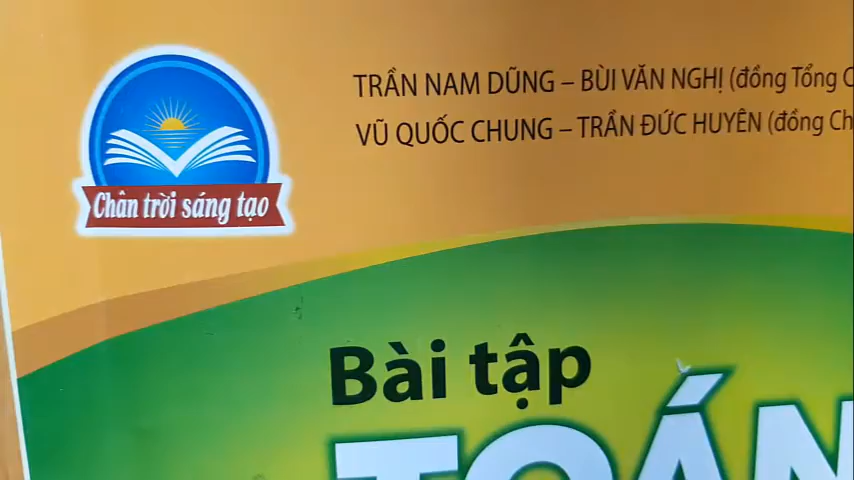 Chân trời sáng tạo
TRẦN NAM DŨNG – BÙI VĂN NGHỊ (đồng Tổng
VŨ QUỐC CHUNG – TRẦN ĐỨC HUYÊN (đồng
Bài tập
TOÁN